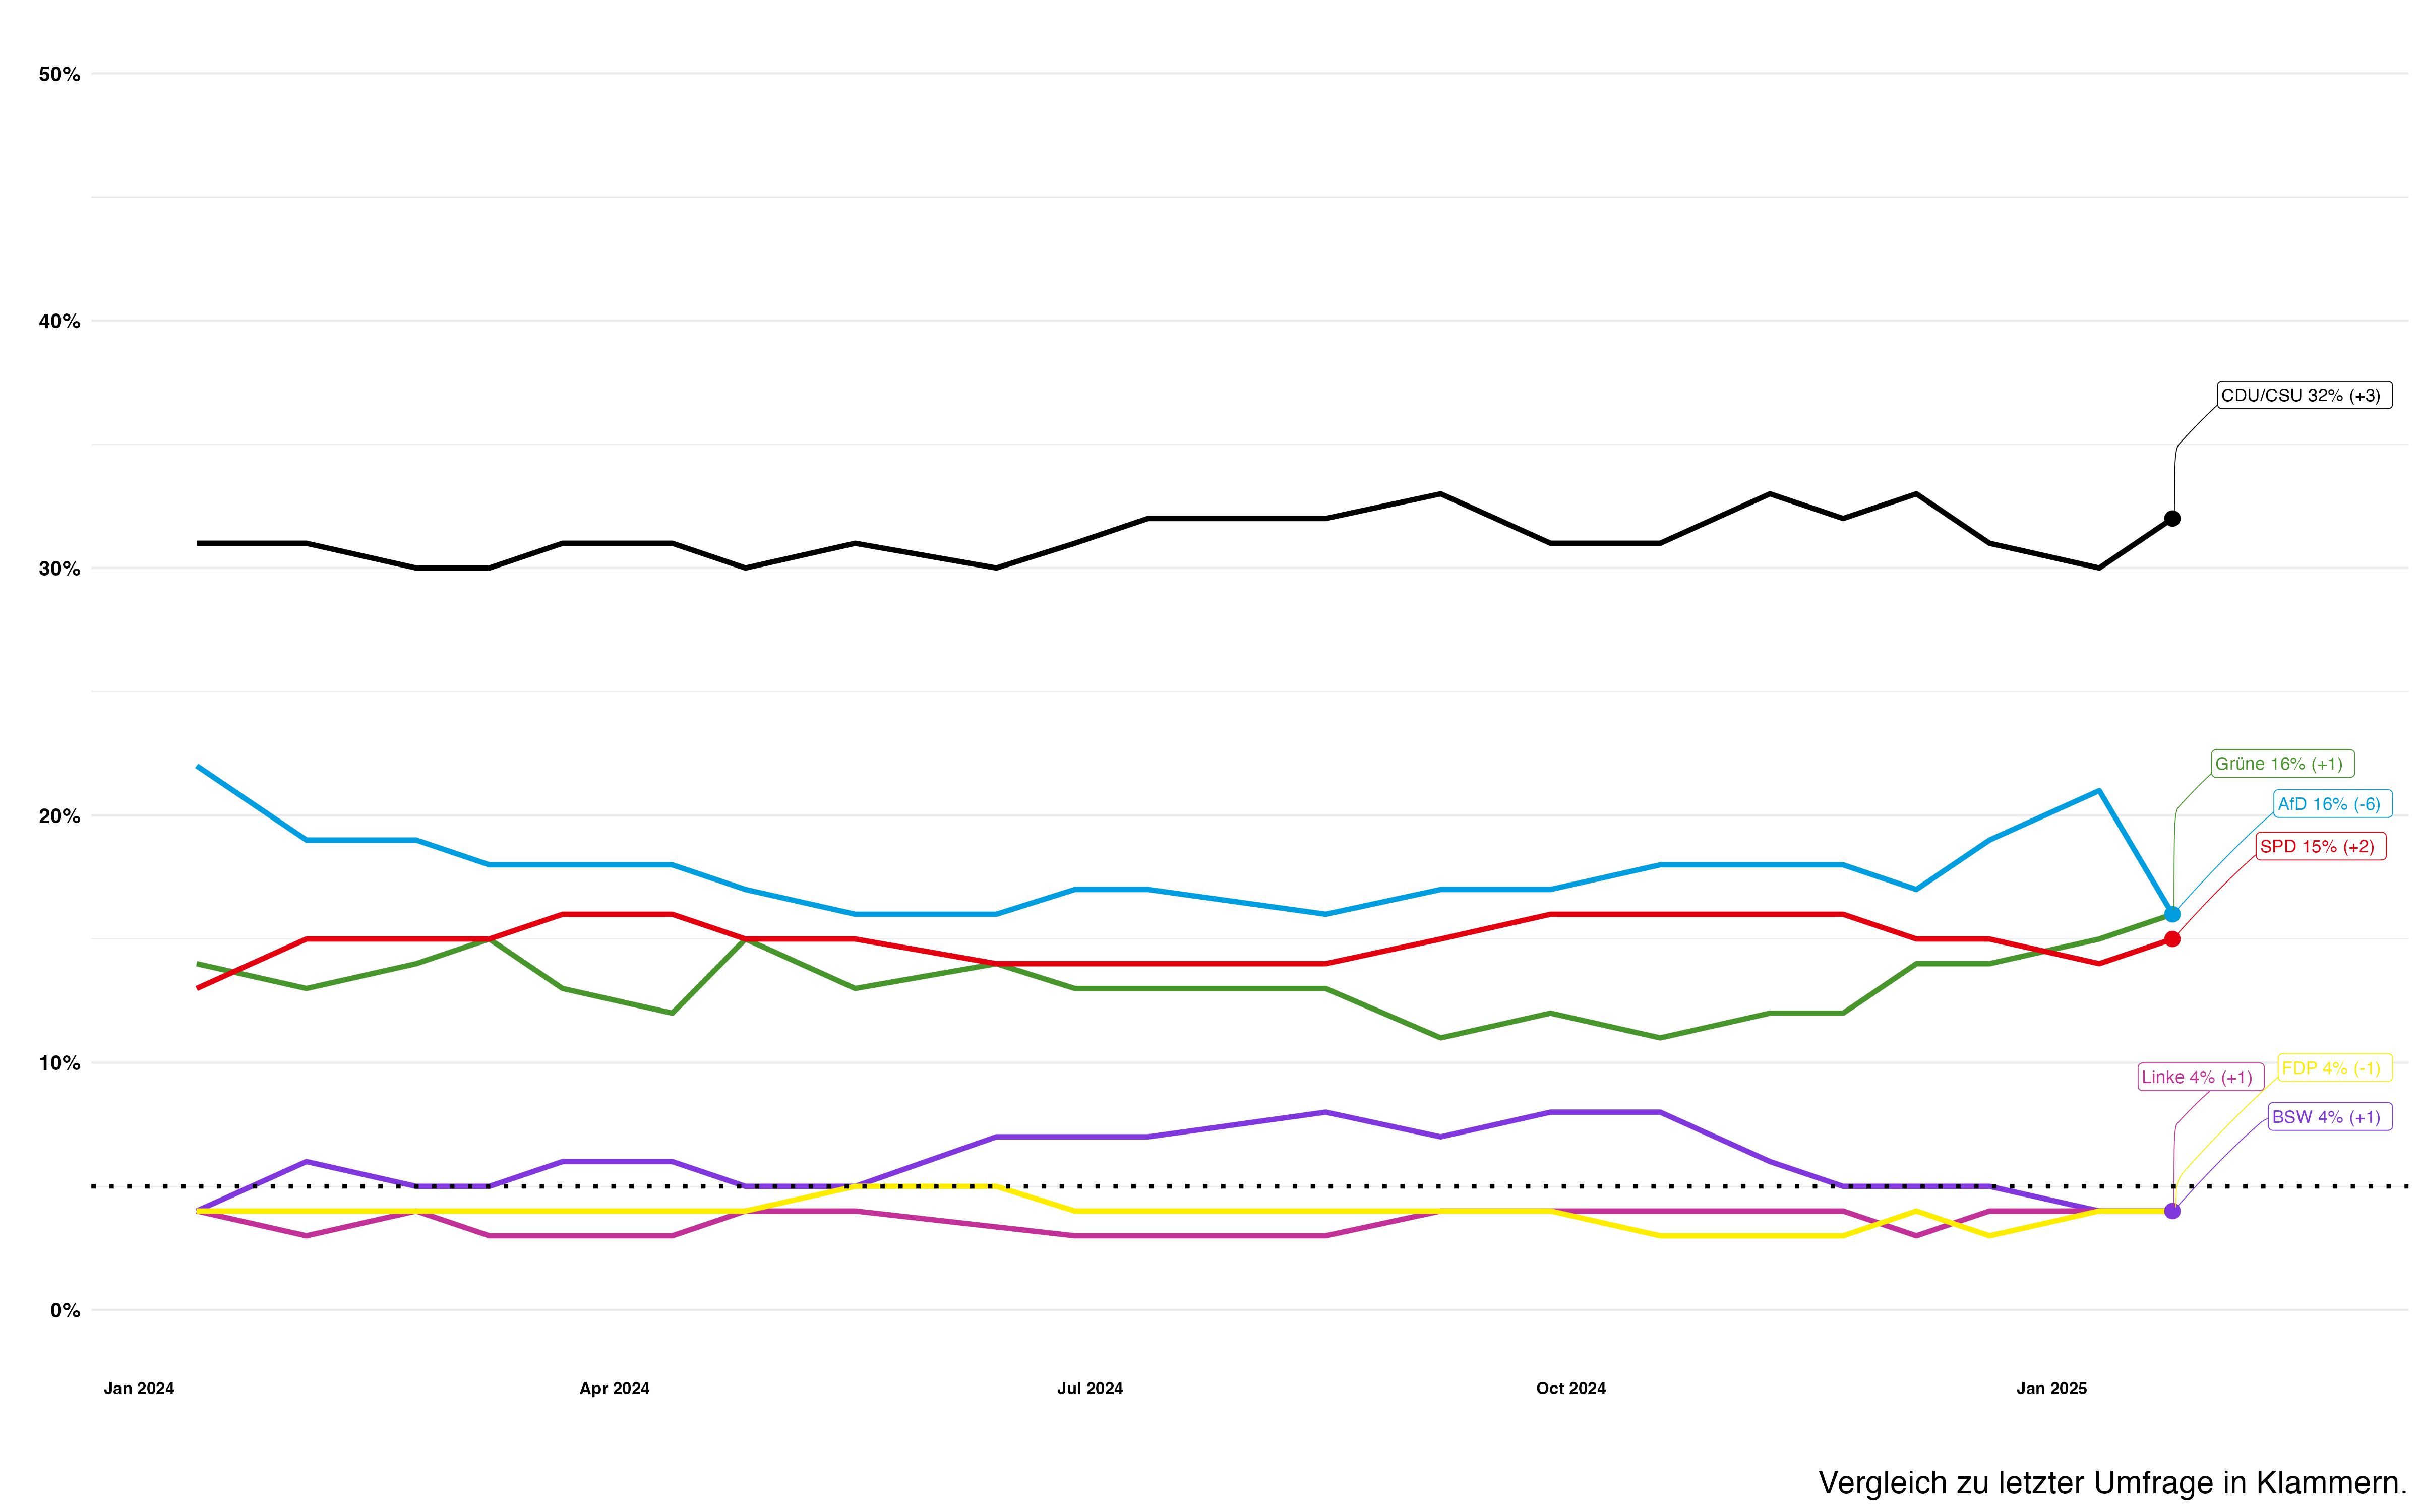 50%
40%
CDU/CSU 32% (+3)
30%
Grüne 16% (+1)
AfD 16% (-6)
20%
SPD 15% (+2)
10%
FDP 4% (-1)
Linke 4% (+1)
BSW 4% (+1)
0%
Jan 2024 Apr 2024 Jul 2024 Oct 2024 Jan 2025
Vergleich zu letzter Umfrage in Klammern.